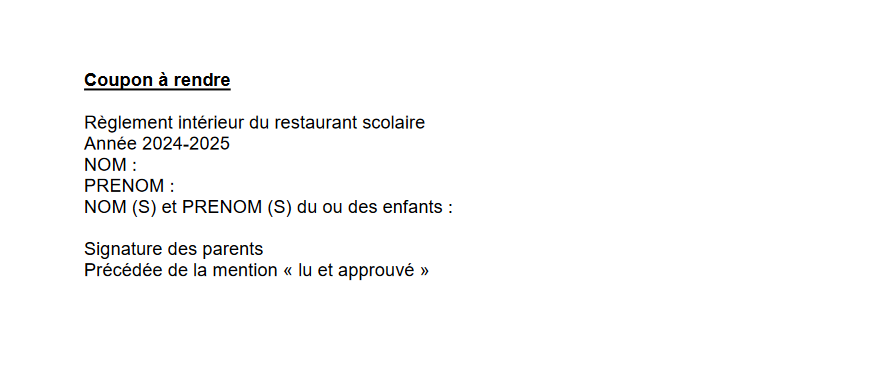 Coupon à rendre
Règlement intérieur du restaurant scolaire
Année 2024-2025
NOM :
PRENOM :
NOM (S) et PRENOM (S) du ou des enfants :
Signature des parents
Précédée de la mention « lu et approuvé »